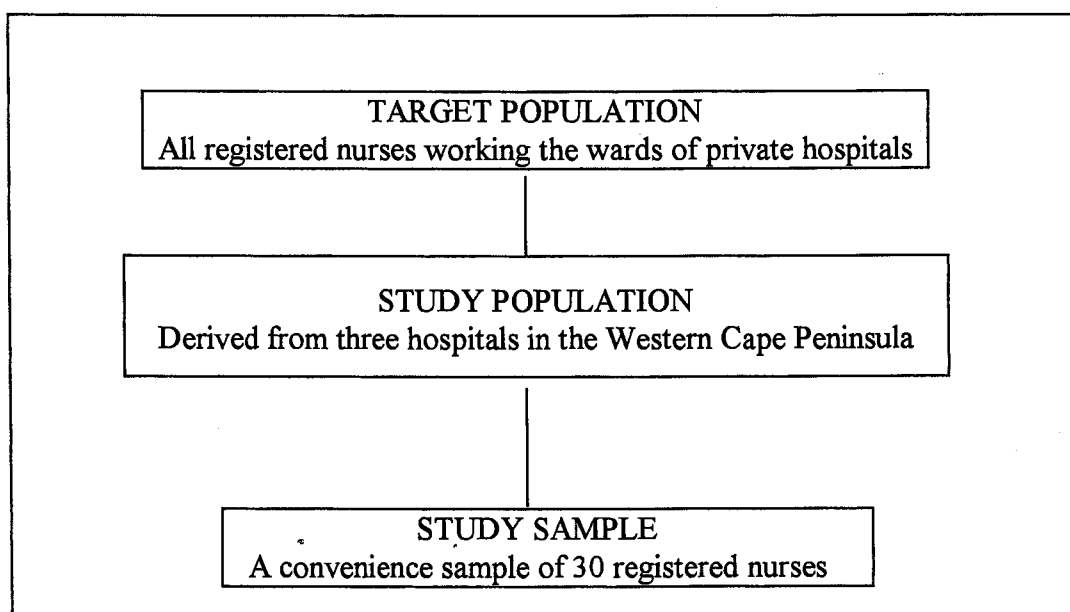 TARGET POPULATION
All registered nurses working the wards of private hospitals
STUDY POPULATION
Derived from three hospitals in the Western Cape Peninsula
STUDY SAMPLE
A convenience sample of 30 registered nurses